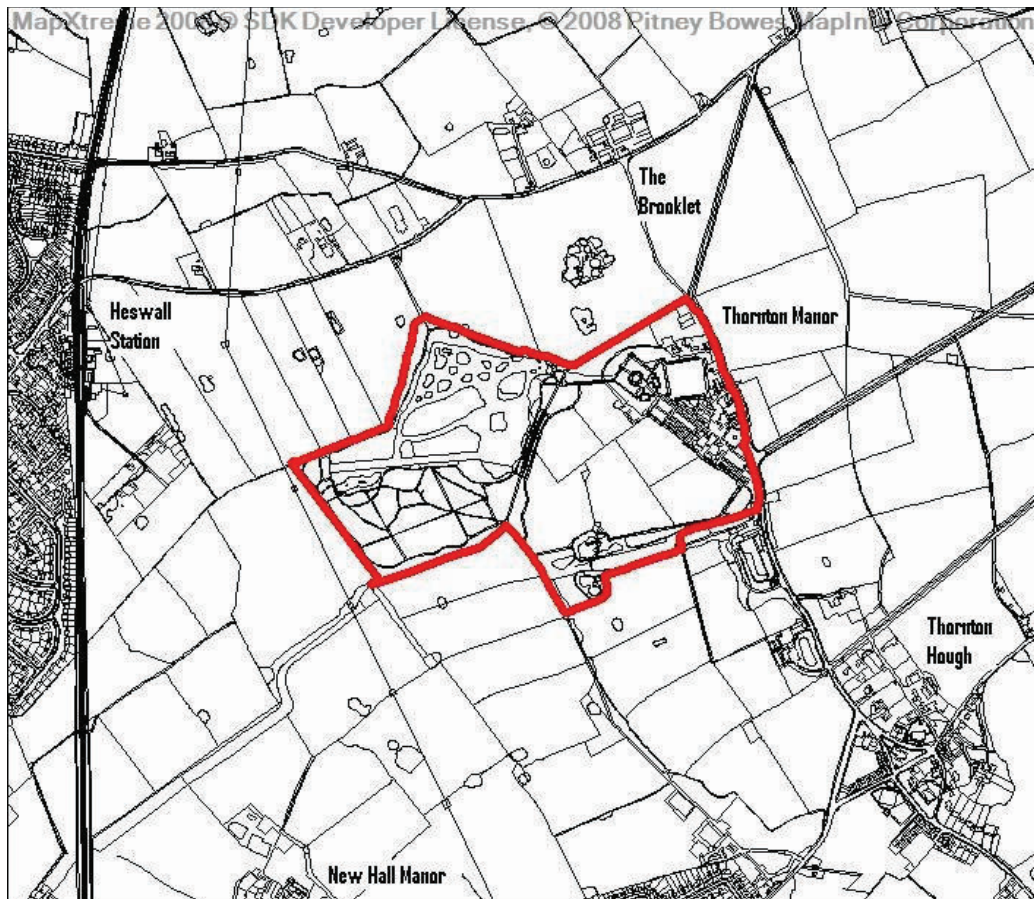 MapXtreme 200 © SDK Developer License, © 2008 Pitney Bowes MapInfo Corporation
The
Brooklet
Heswall
Station
Thornton Manor
Thornton
Hough
New Hall Manor